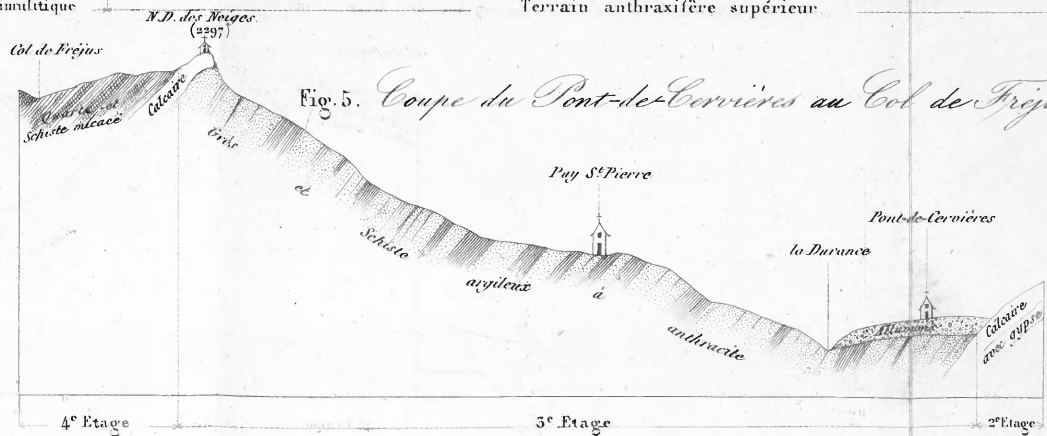 Terrain anthraxifère supérieur
N.D. des Neiges.
(2297)
Col de Fréjus
Fig. 5. Coupe du Pont-de-Cervières au Col de
Quartz et
Schiste micacé
Calcaire
Grès
et
Schiste
argileux
à
anthracite
Puy St. Pierre
la Durance
Pont-de-Cervières
Alluvions
Calcaire
avec gypse
4e Etage
3e Etage
2e Etage